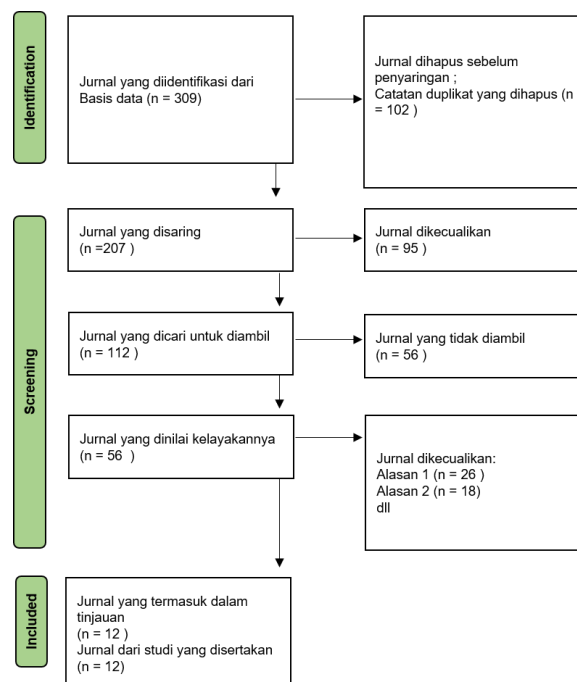 Identification
Jurnal yang diidentifikasi dari
Basis data (n = 309)
Jurnal dihapus sebelum
penyaringan ;
Catatan duplikat yang dihapus (n
= 102 )
Screening
Jurnal yang disaring
(n =207 )
Jurnal dikecualikan
(n = 95 )
Jurnal yang dicari untuk diambil
(n = 112 )
Jurnal yang tidak diambil
(n = 56 )
Jurnal yang dinilai kelayakannya
(n = 56 )
Jurnal dikecualikan:
Alasan 1 (n = 26 )
Alasan 2 (n = 18)
dll
Included
Jurnal yang termasuk dalam
tinjauan
(n = 12 )
Jurnal dari studi yang disertakan
(n = 12)